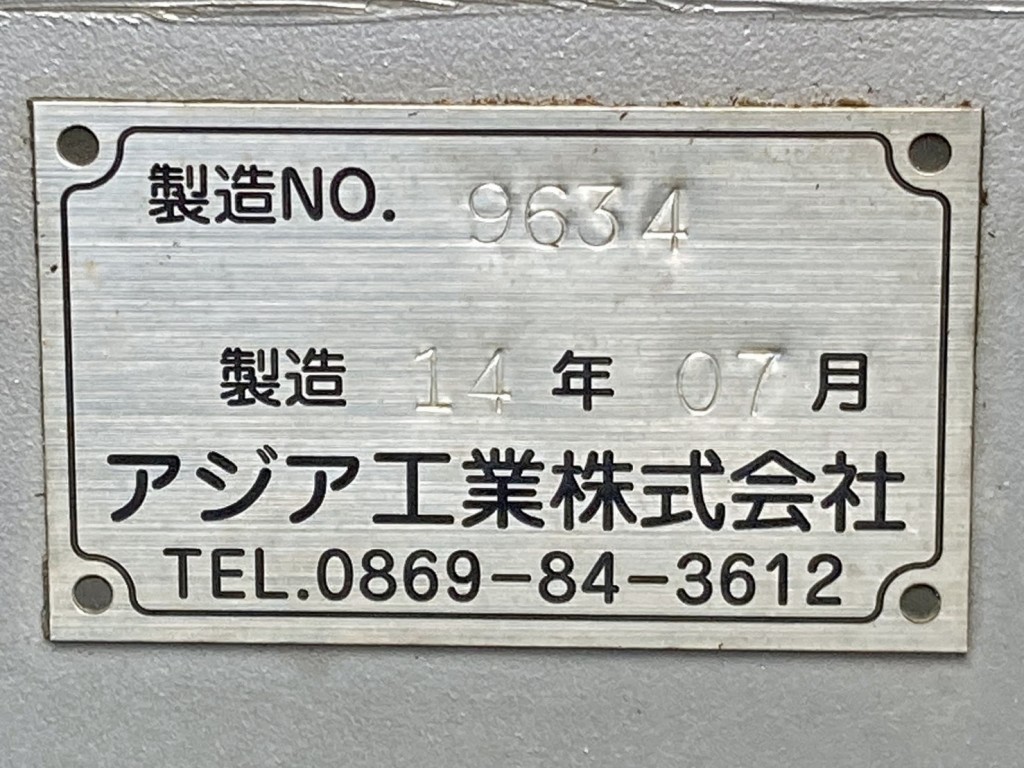 製造NO. 9634
製造 14 年 07 月
アジア工業株式会社
TEL.0869-84-3612